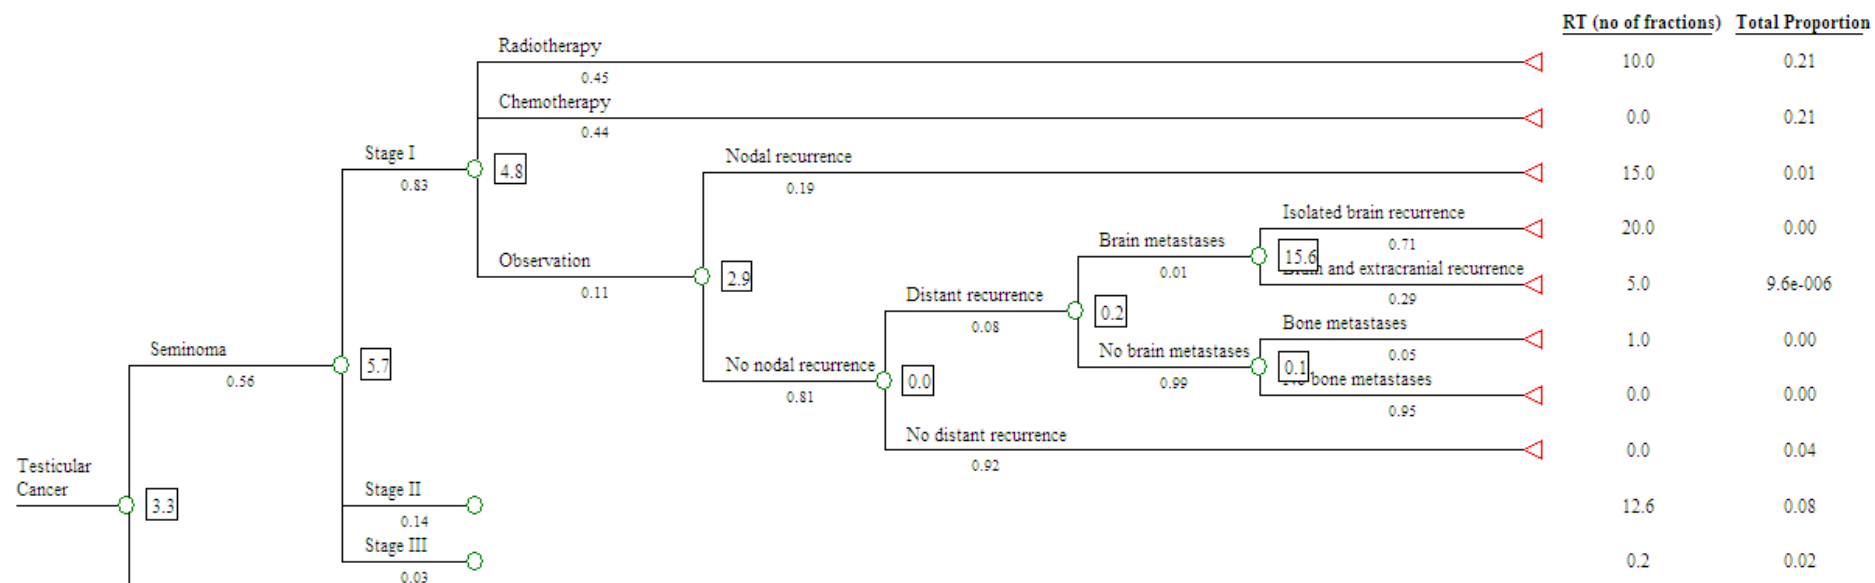 RT (no of fractions) Total Proportion
Radiotherapy
0.45
10.0 0.21
Chemotherapy
0.44
0.0 0.21
Stage I
0.83
4.8
Nodal recurrence
0.19
15.0 0.01
Isolated brain recurrence
0.71
20.0 0.00
Brain metastases
0.01
15.6
Observation
0.11
2.9
and extracranial recurrence
0.29
5.0 9.6e-006
Distant recurrence
0.08
0.2
Bone metastases
0.05
1.0 0.00
Seminoma
0.56
5.7
No brain metastases
0.99
0.1
No nodal recurrence
0.81
0.0
bone metastases
0.95
0.0 0.00
No distant recurrence
0.92
0.0 0.04
Testicular
Cancer
3.3
Stage II
0.14
12.6 0.08
Stage III
0.03
0.2 0.02